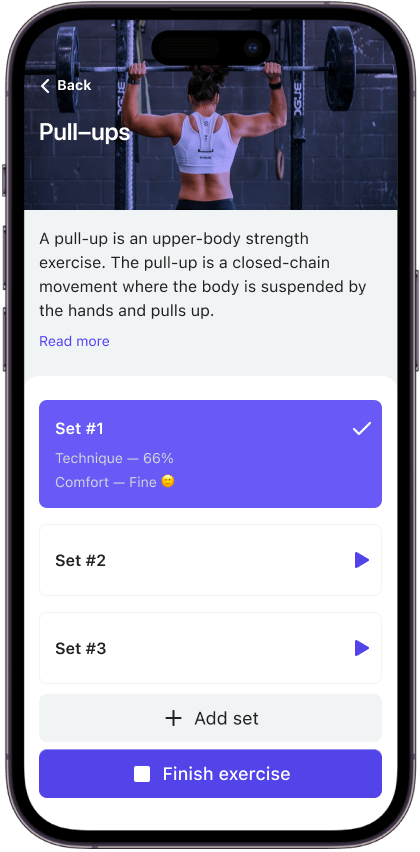 Back
Pull–ups
OGUE
OGUE
A pull-up is an upper-body strength
exercise. The pull-up is a closed-chain
movement where the body is suspended by
the hands and pulls up.
Read more
Set #1
Technique — 66%
Comfort — Fine 🙂
Set #2
Set #3
Add set
Finish exercise